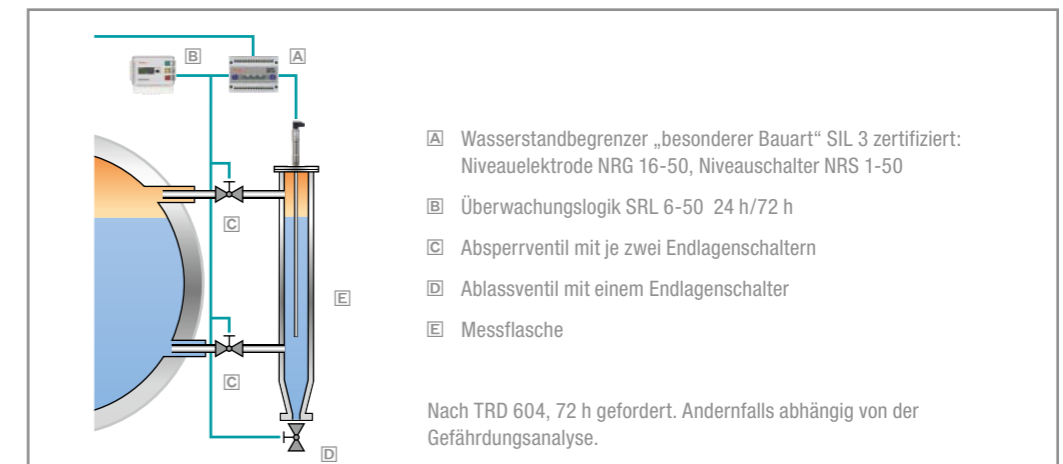 B
A
C
E
C
D
A Wasserstandbegrenzer „besonderer Bauart“ SIL 3 zertifiziert:
Niveauelektrode NRG 16-50, Niveauschalter NRS 1-50
B Überwachungslogik SRL 6-50 24 h/72 h
C Absperrventil mit je zwei Endlagenschaltern
D Ablassventil mit einem Endlagenschalter
E Messflasche
Nach TRD 604, 72 h gefordert. Andernfalls abhängig von der
Gefährdungsanalyse.